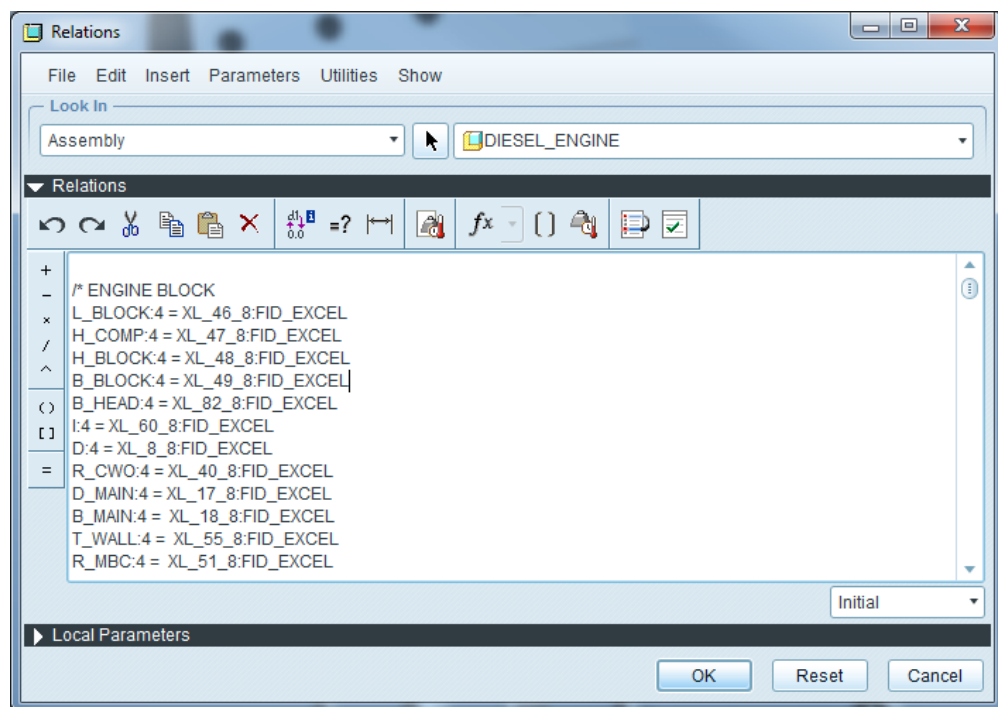 Relations
File Edit Insert Parameters Utilities Show
Look In
Assembly DIESEL_ENGINE
Relations
d1 0.0 =? fx ( )
+
-
×
/
^
( )
[ ]
=
/* ENGINE BLOCK
L_BLOCK:4 = XL_46_8:FID_EXCEL
H_COMP:4 = XL_47_8:FID_EXCEL
H_BLOCK:4 = XL_48_8:FID_EXCEL
B_BLOCK:4 = XL_49_8:FID_EXCEL
B_HEAD:4 = XL_82_8:FID_EXCEL
I:4 = XL_60_8:FID_EXCEL
D:4 = XL_8_8:FID_EXCEL
R_CWO:4 = XL_40_8:FID_EXCEL
D_MAIN:4 = XL_17_8:FID_EXCEL
B_MAIN:4 = XL_18_8:FID_EXCEL
T_WALL:4 = XL_55_8:FID_EXCEL
R_MBC:4 = XL_51_8:FID_EXCEL
Initial
Local Parameters
OK Reset Cancel